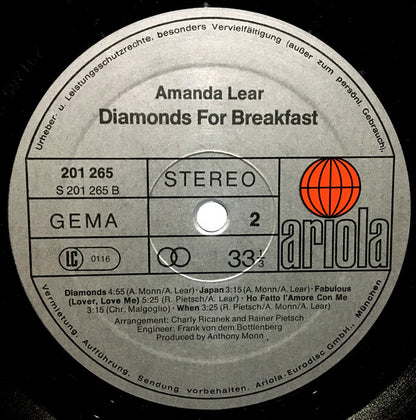 Urheber- u. Leistungsschutzrechte, besonders Vervielfältigung (außer zum persönl. Gebrauch).
Amanda Lear
Diamonds For Breakfast
201 265
S 201 265 B
STEREO
GEMA
2
LC 0116
33 1/3
ariola
Diamonds 4:55 (A. Monn/A. Lear) · Japan 3:15 (A. Monn/A. Lear) · Fabulous
(Lover, Love Me) 5:25 (R. Pietsch/A. Lear) · Ho Fatto l'Amore Con Me
3:15 (Chr. Malgoglio) · When 3:25 (R. Pietsch, A. Monn/A. Lear)
Arrangement: Charly Ricanek and Rainer Pietsch
Engineer: Frank von dem Bottlenberg
Produced by Anthony Monn
Vermietung, Aufführung, Sendung vorbehalten. Ariola-Eurodisc GmbH., München